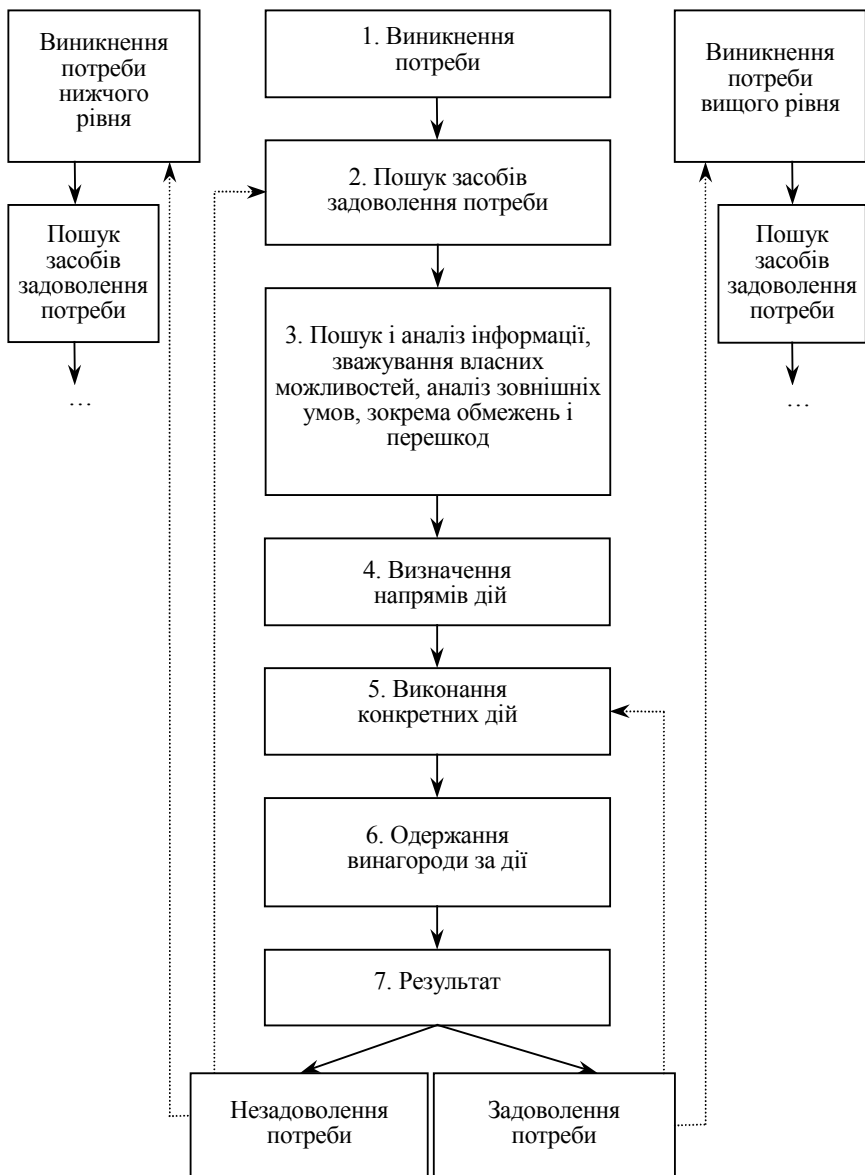 Виникнення
потреби
нижчого
рівня
Пошук
засобів
задоволення
потреби
…
1. Виникнення
потреби
2. Пошук засобів
задоволення потреби
3. Пошук і аналіз інформації,
зважування власних
можливостей, аналіз зовнішніх
умов, зокрема обмежень і
перешкод
4. Визначення
напрямів дій
5. Виконання
конкретних дій
6. Одержання
винагороди за дії
7. Результат
Незадоволення
потреби
Задоволення
потреби
Виникнення
потреби
вищого рівня
Пошук
засобів
задоволення
потреби
…